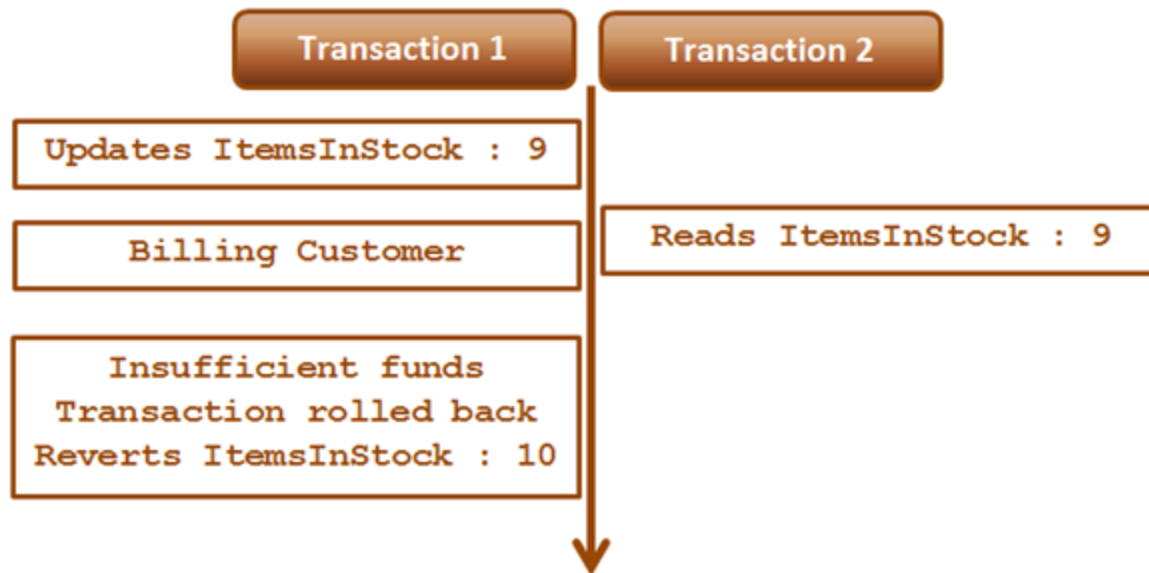 Transaction 1
Transaction 2
Updates ItemsInStock : 9
Billing Customer
Reads ItemsInStock : 9
Insufficient funds
Transaction rolled back
Reverts ItemsInStock : 10